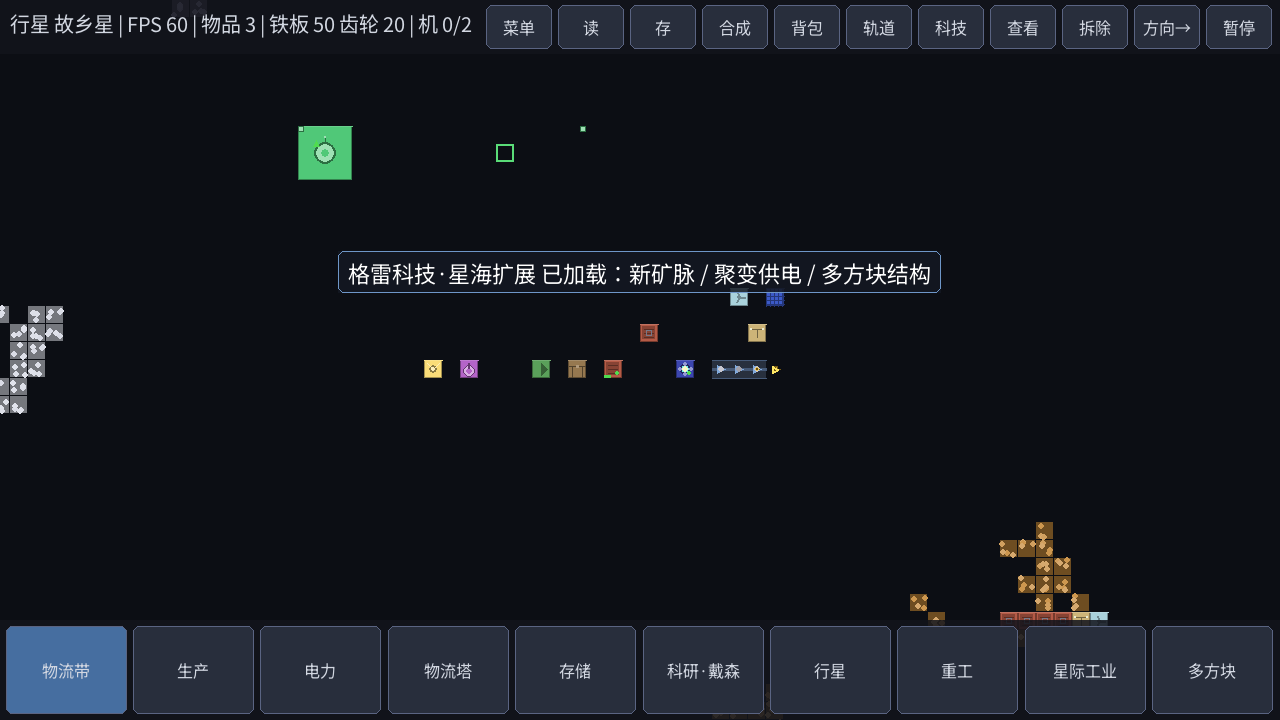 行星 故乡星 | FPS 60 | 物品 3 | 铁板 50 齿轮 20 | 机 0/2
菜单 读 存 合成 背包 轨道 科技 查看 拆除 方向→ 暂停
格雷科技·星海扩展 已加载：新矿脉 / 聚变供电 / 多方块结构
物流带 生产 电力 物流塔 存储 科研·戴森 行星 重工 星际工业 多方块